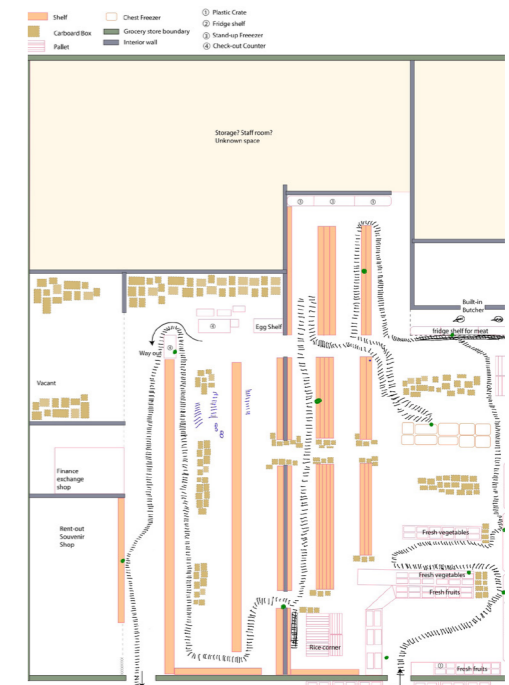 Shelf
Carboard Box
Pallet
Chest Freezer
Grocery store boundary
Interior wall
① Plastic Crate
② Fridge shelf
③ Stand-up Freeezer
④ Check-out Counter
Storage? Staff room?
Unknown space
Built-in
Butcher
fridge shelf for meat
Egg Shelf
④
④
Way out
Vacant
Finance
exchange
shop
Rent-out
Souvenir
Shop
Fresh vegetables
Fresh vegetables
Fresh fruits
Rice corner
① Fresh fruits